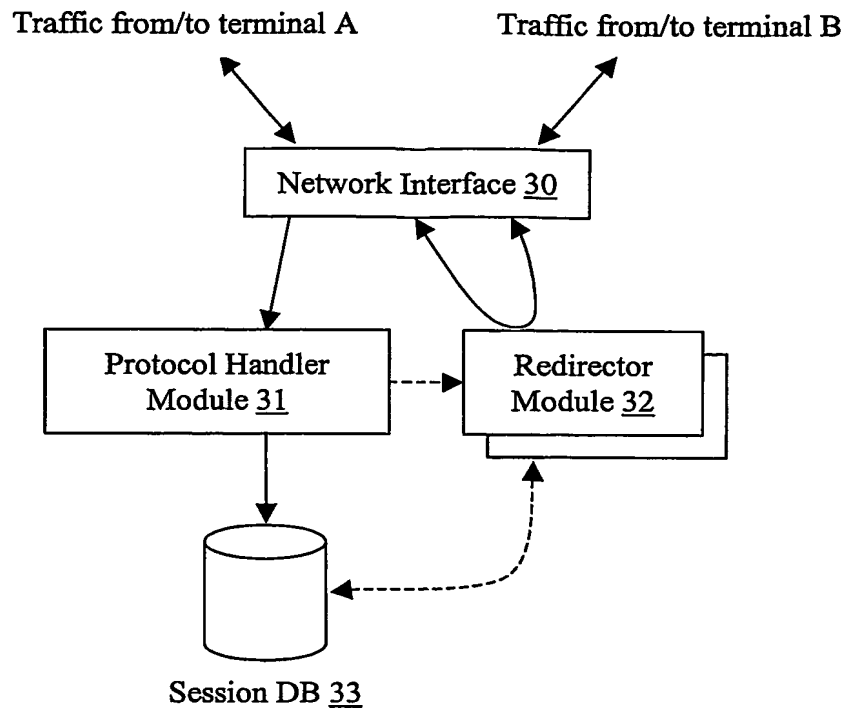 Traffic from/to terminal A
Traffic from/to terminal B
Network Interface 30
Protocol Handler
Module 31
Redirector
Module 32
Session DB 33